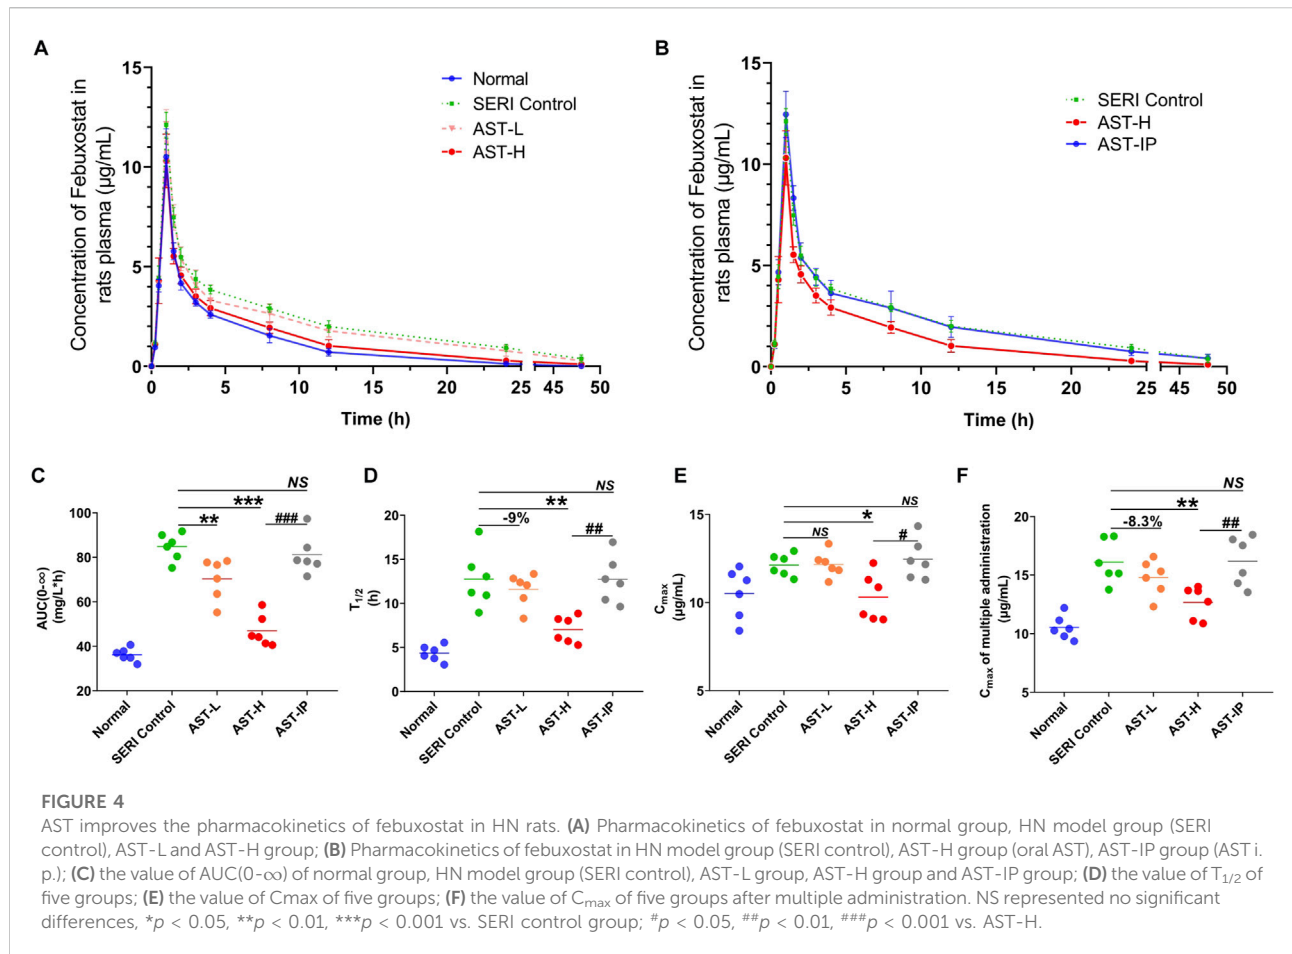 A
Concentration of Febuxostat in
rats plasma (µg/mL)
15
10
5
0
0
5
10
15
20
25
45
50
Time (h)
Normal
SERI Control
AST-L
AST-H
B
Concentration of Febuxostat in
rats plasma (µg/mL)
15
10
5
0
0
5
10
15
20
25
45
50
Time (h)
SERI Control
AST-H
AST-IP
C
AUC(0-∞)
(mg/L*h)
100
80
60
40
20
NS
***
**
###
Normal
SERI Control
AST-L
AST-H
AST-IP
D
T1/2
(h)
20
15
10
5
0
NS
**
-9%
##
Normal
SERI Control
AST-L
AST-H
AST-IP
E
Cmax
(µg/mL)
15
10
5
NS
*
NS
#
Normal
SERI Control
AST-L
AST-H
AST-IP
F
Cmax of multiple administration
(µg/mL)
20
15
10
5
NS
**
-8.3%
##
Normal
SERI Control
AST-L
AST-H
AST-IP
FIGURE 4
AST improves the pharmacokinetics of febuxostat in HN rats. (A) Pharmacokinetics of febuxostat in normal group, HN model group (SERI
control), AST-L and AST-H group; (B) Pharmacokinetics of febuxostat in HN model group (SERI control), AST-H group (oral AST), AST-IP group (AST i.
p.); (C) the value of AUC(0-∞) of normal group, HN model group (SERI control), AST-L group, AST-H group and AST-IP group; (D) the value of T1/2 of
five groups; (E) the value of Cmax of five groups; (F) the value of Cmax of five groups after multiple administration. NS represented no significant
differences, *p < 0.05, **p < 0.01, ***p < 0.001 vs. SERI control group; #p < 0.05, ##p < 0.01, ###p < 0.001 vs. AST-H.